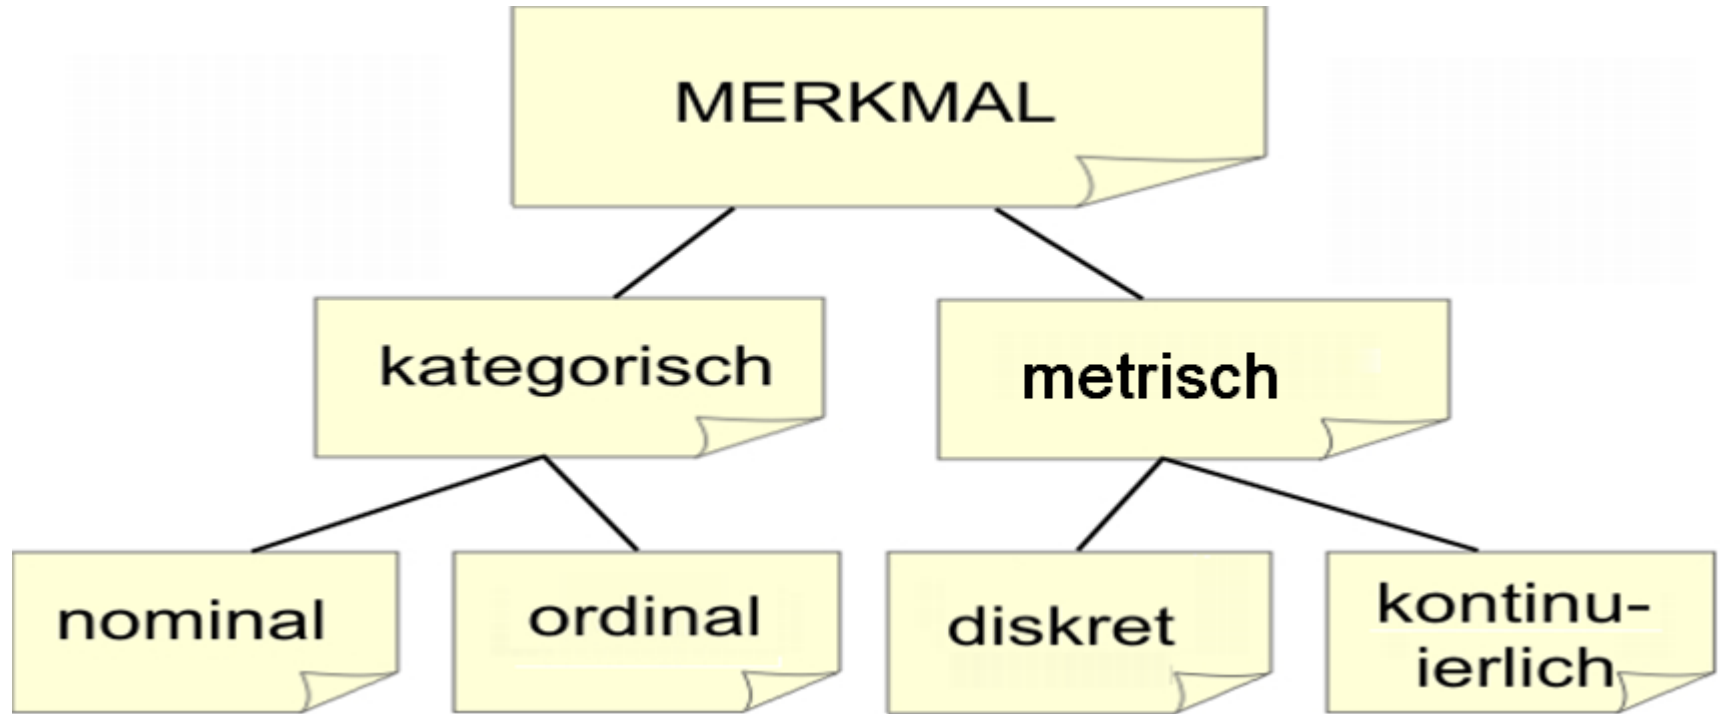 MERKMAL
kategorisch
metrisch
nominal
ordinal
diskret
kontinu-
ierlich